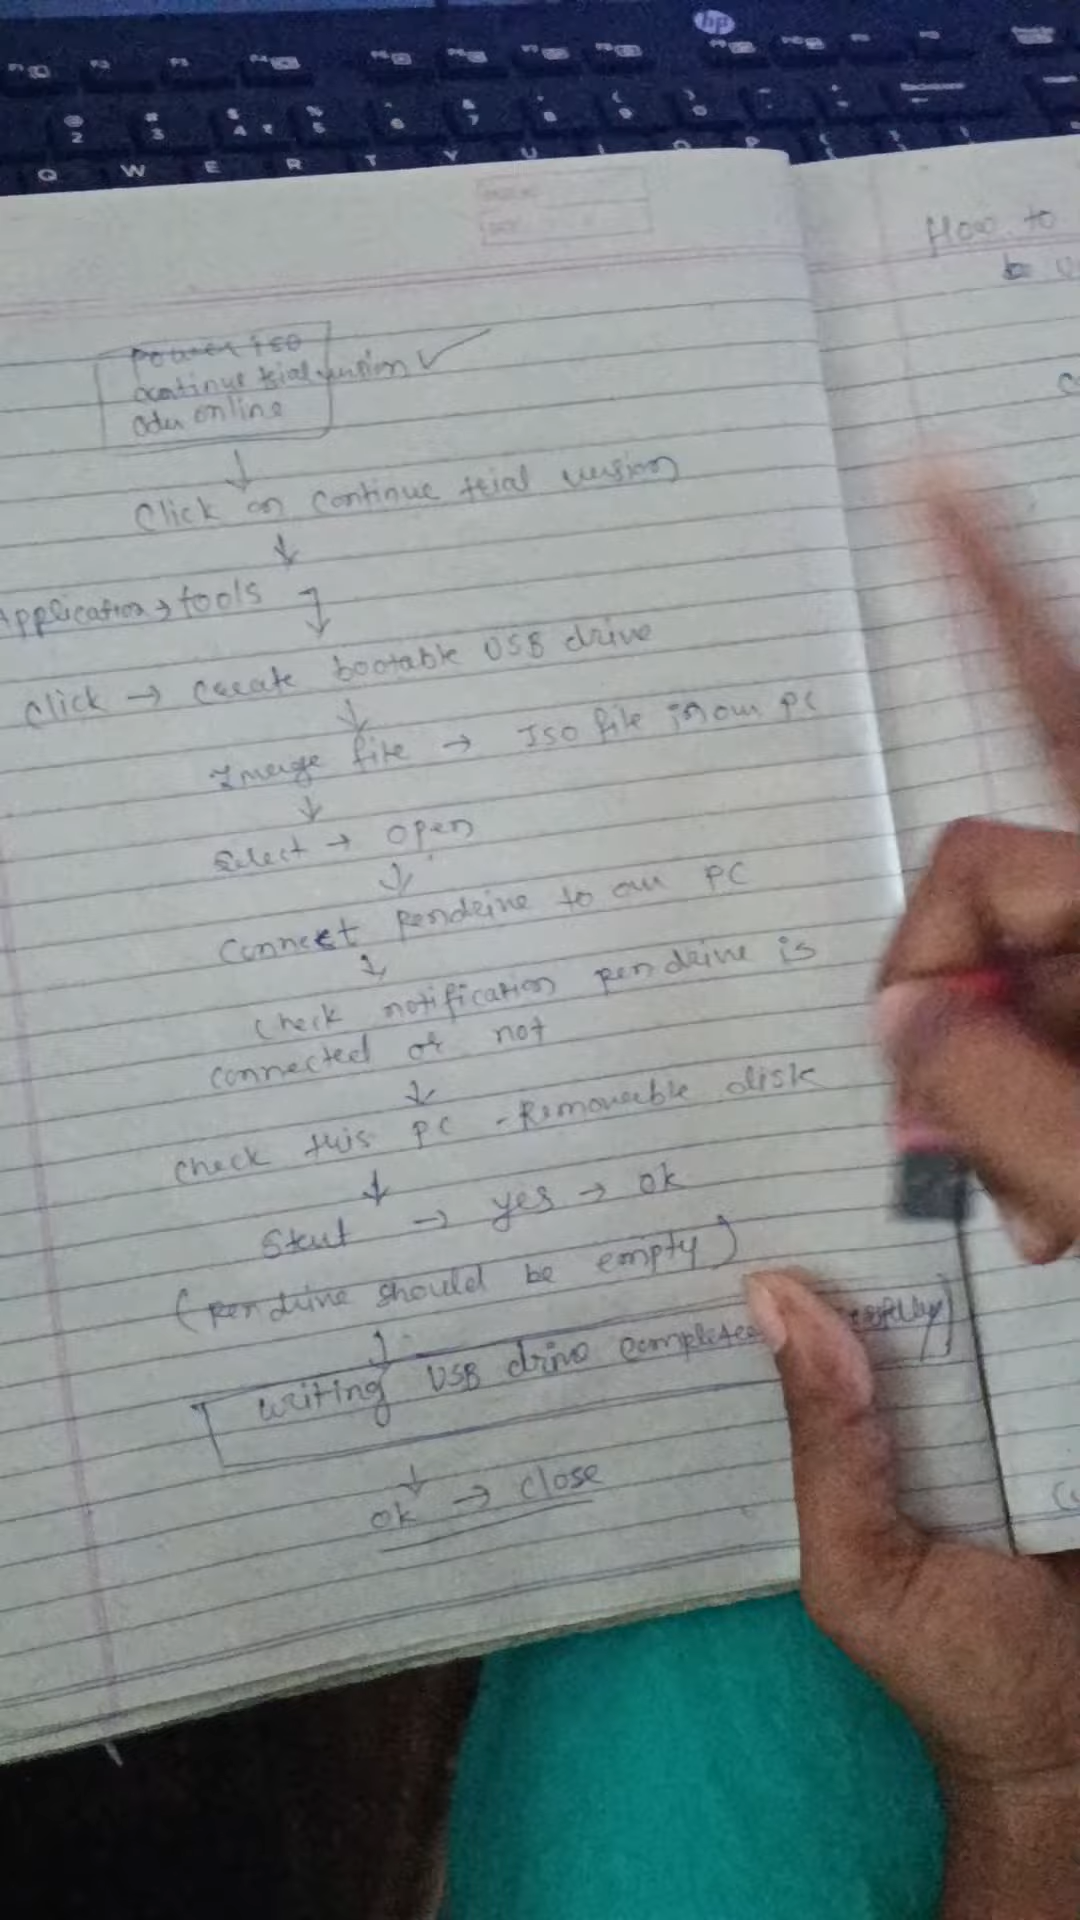 hp
Q W E R T Y U I O P
How to
Power ISO
continue trial version ✓
oder online
↓
Click on continue trial version
↓
Application → tools
↓
click → create bootable USB drive
↓
Image file → ISO file in our PC
↓
Select → open
↓
Connect Pendrive to our PC
↓
Check notification pendrive is
connected or not
↓
check this PC - Removeable disk
↓
Start → yes → ok
(Pendrive should be empty)
↓
writing USB drive completed
↓
ok → close